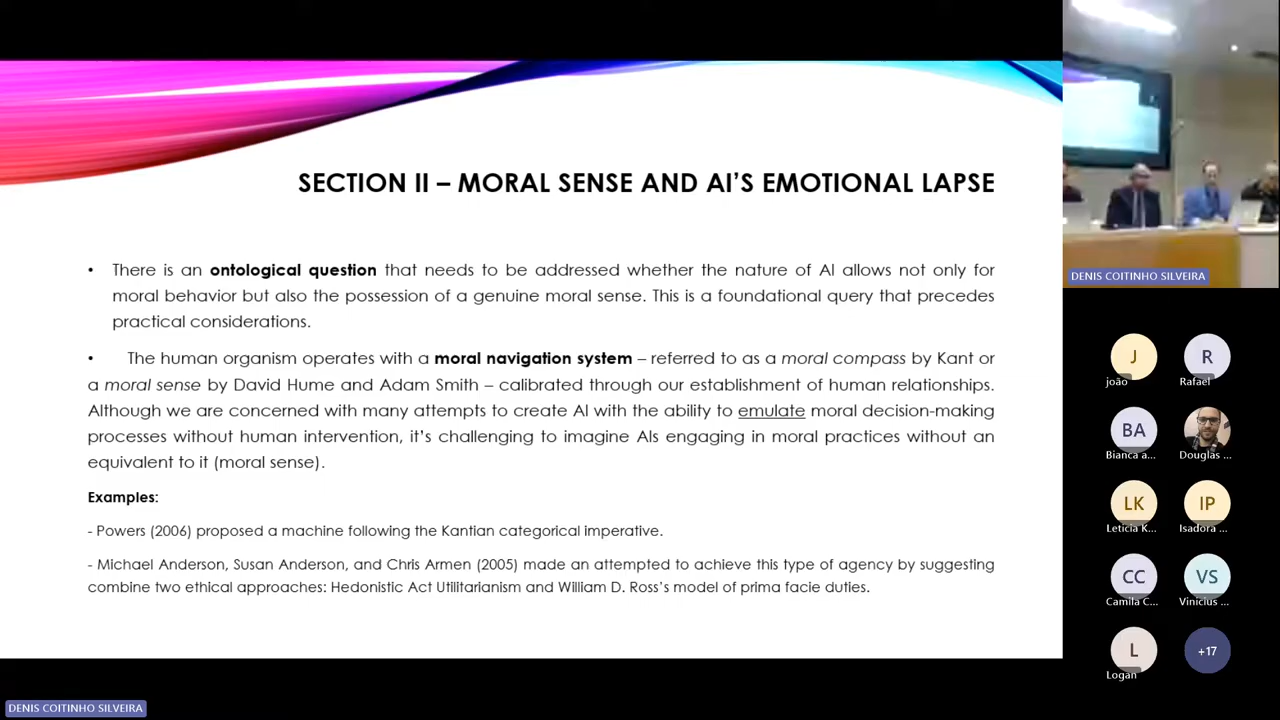 SECTION II – MORAL SENSE AND AI'S EMOTIONAL LAPSE
• There is an ontological question that needs to be addressed whether the nature of AI allows not only for
moral behavior but also the possession of a genuine moral sense. This is a foundational query that precedes
practical considerations.
• The human organism operates with a moral navigation system – referred to as a moral compass by Kant or
a moral sense by David Hume and Adam Smith – calibrated through our establishment of human relationships.
Although we are concerned with many attempts to create AI with the ability to emulate moral decision-making
processes without human intervention, it's challenging to imagine AIs engaging in moral practices without an
equivalent to it (moral sense).
Examples:
- Powers (2006) proposed a machine following the Kantian categorical imperative.
- Michael Anderson, Susan Anderson, and Chris Armen (2005) made an attempted to achieve this type of agency by suggesting
combine two ethical approaches: Hedonistic Act Utilitarianism and William D. Ross's model of prima facie duties.
DENIS COITINHO SILVEIRA
J
R
joão
Rafael
BA
Bianca a...
Douglas ...
LK
IP
Leticia K...
Isadora ...
CC
VS
Camila C...
Vinícius ...
L
+17
Logan
DENIS COITINHO SILVEIRA